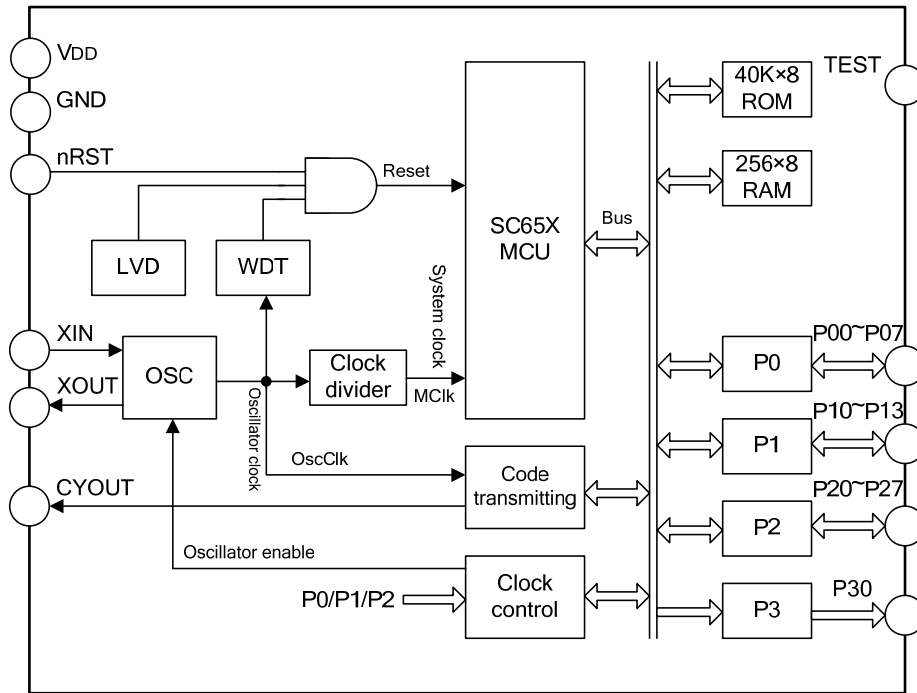 VDD
GND
nRST
LVD
WDT
Reset
SC65X
MCU
Bus
40K×8
ROM
TEST
256×8
RAM
XIN
XOUT
OSC
Oscillator clock
Clock
divider
System clock
MClk
OscClk
CYOUT
Code
transmitting
Oscillator enable
P0/P1/P2
Clock
control
P0
P00~P07
P1
P10~P13
P2
P20~P27
P3
P30